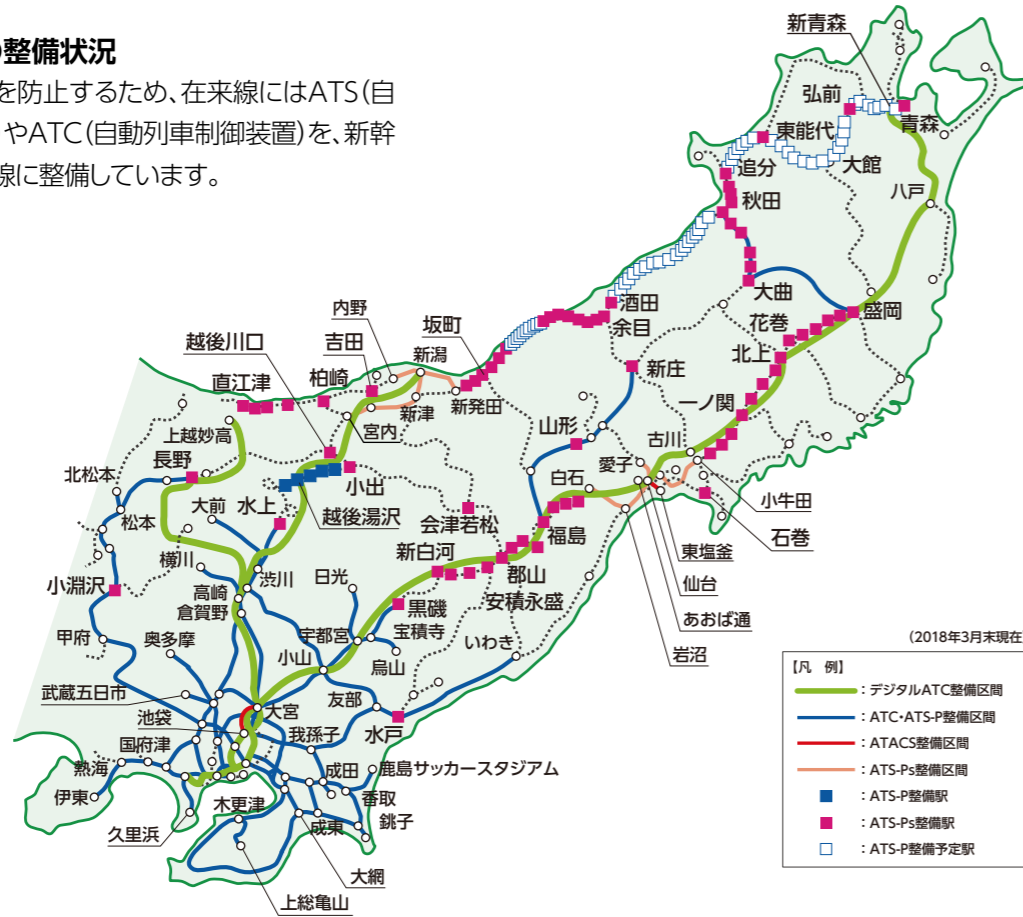 整備状況
を防止するため、在来線にはATS(自
やATC(自動列車制御装置)を、新幹
線に整備しています。
新青森
弘前
青森
東能代
大館
追分
秋田
八戸
大曲
盛岡
酒田
余目
花巻
北上
内野
坂町
吉田
新潟
越後川口
柏崎
直江津
新庄
一ノ関
新津
新発田
宮内
上越妙高
山形
古川
愛子
北松本
長野
白石
小出
小牛田
大前
水上
越後湯沢
会津若松
石巻
松本
福島
東塩釜
新白河
横川
渋川
日光
郡山
仙台
小淵沢
高崎
安積永盛
倉賀野
黒磯
あおば通
宇都宮
宝積寺
甲府
奥多摩
いわき
岩沼
小山
烏山
(2018年3月末現在
武蔵五日市
友部
【凡 例】
大宮
:デジタルATC整備区間
池袋
水戸
:ATC・ATS-P整備区間
国府津
我孫子
:ATACS整備区間
熱海
成田
鹿島サッカースタジアム
:ATS-Ps整備区間
伊東
香取
:ATS-P整備駅
木更津
成東
銚子
:ATS-Ps整備駅
久里浜
:ATS-P整備予定駅
大網
上総亀山